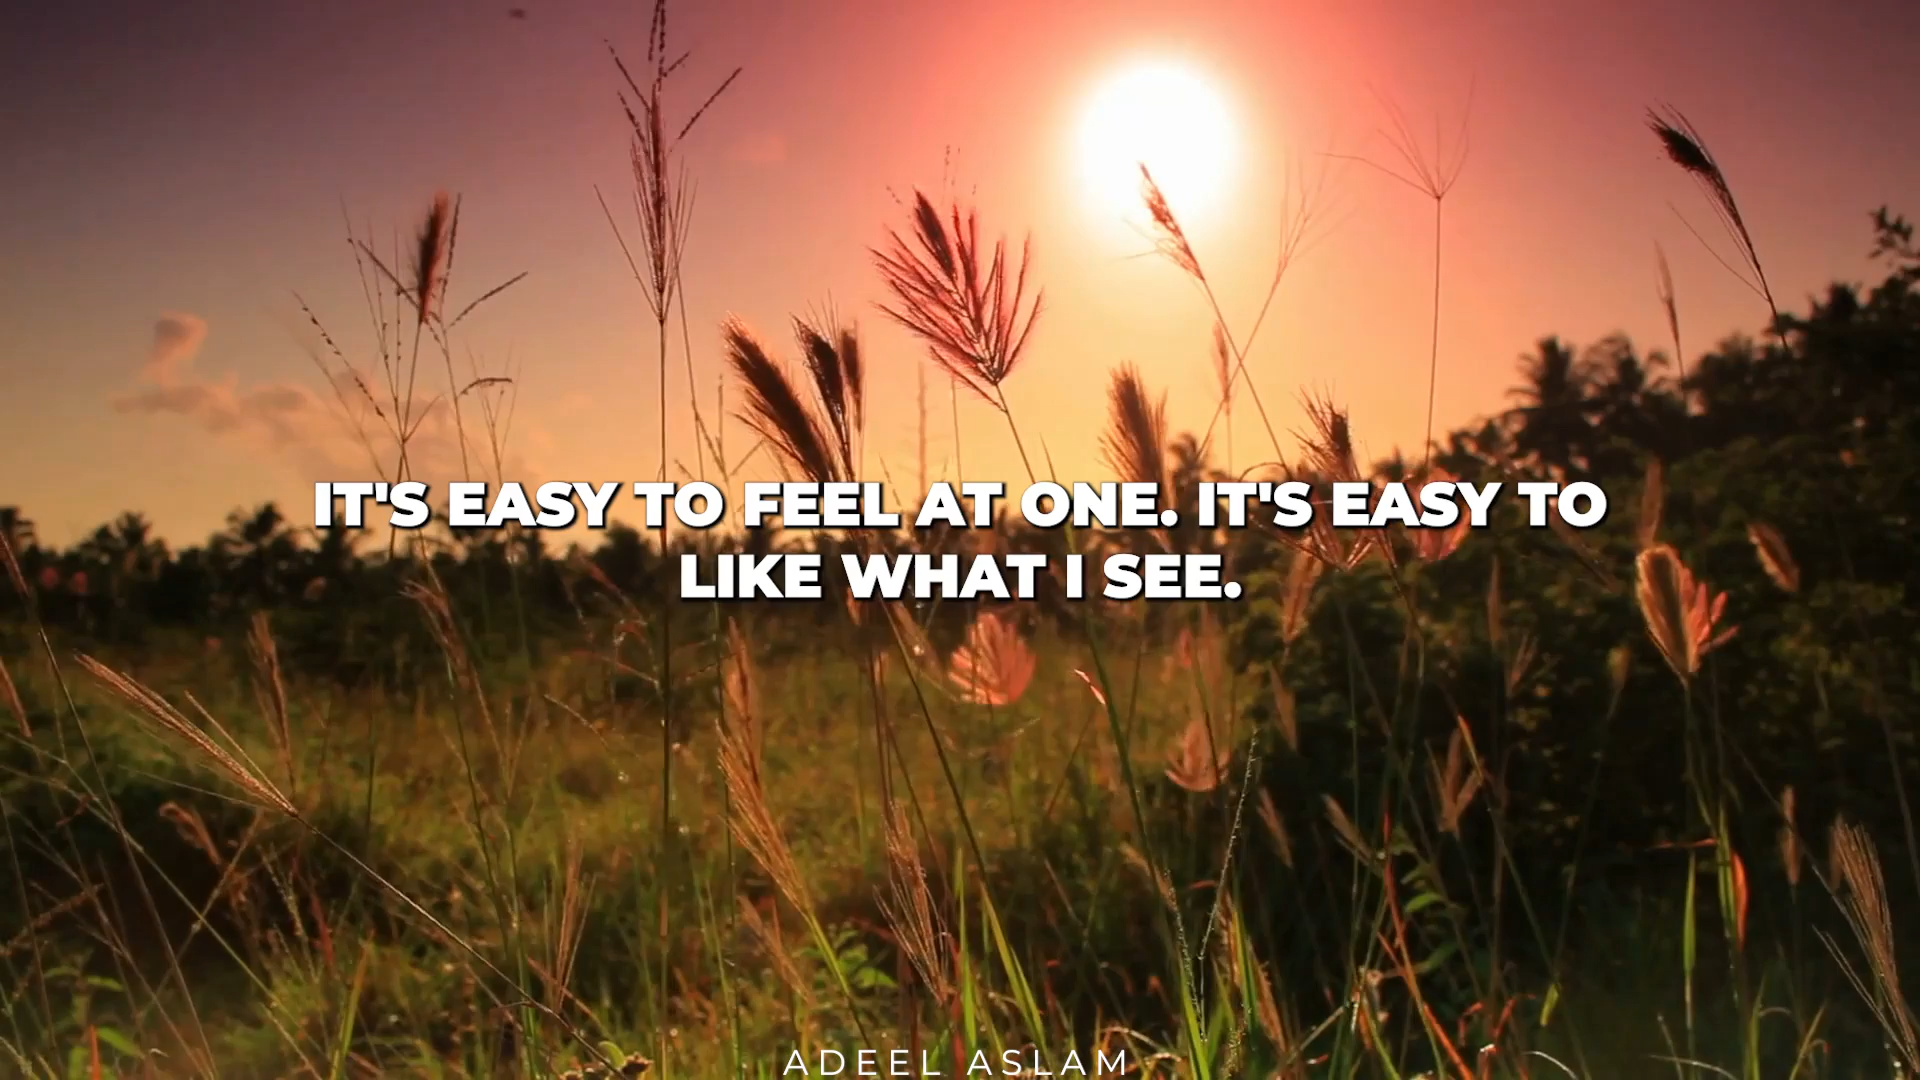 IT'S EASY TO FEEL AT ONE. IT'S EASY TO
LIKE WHAT I SEE.
ADEEL ASLAM